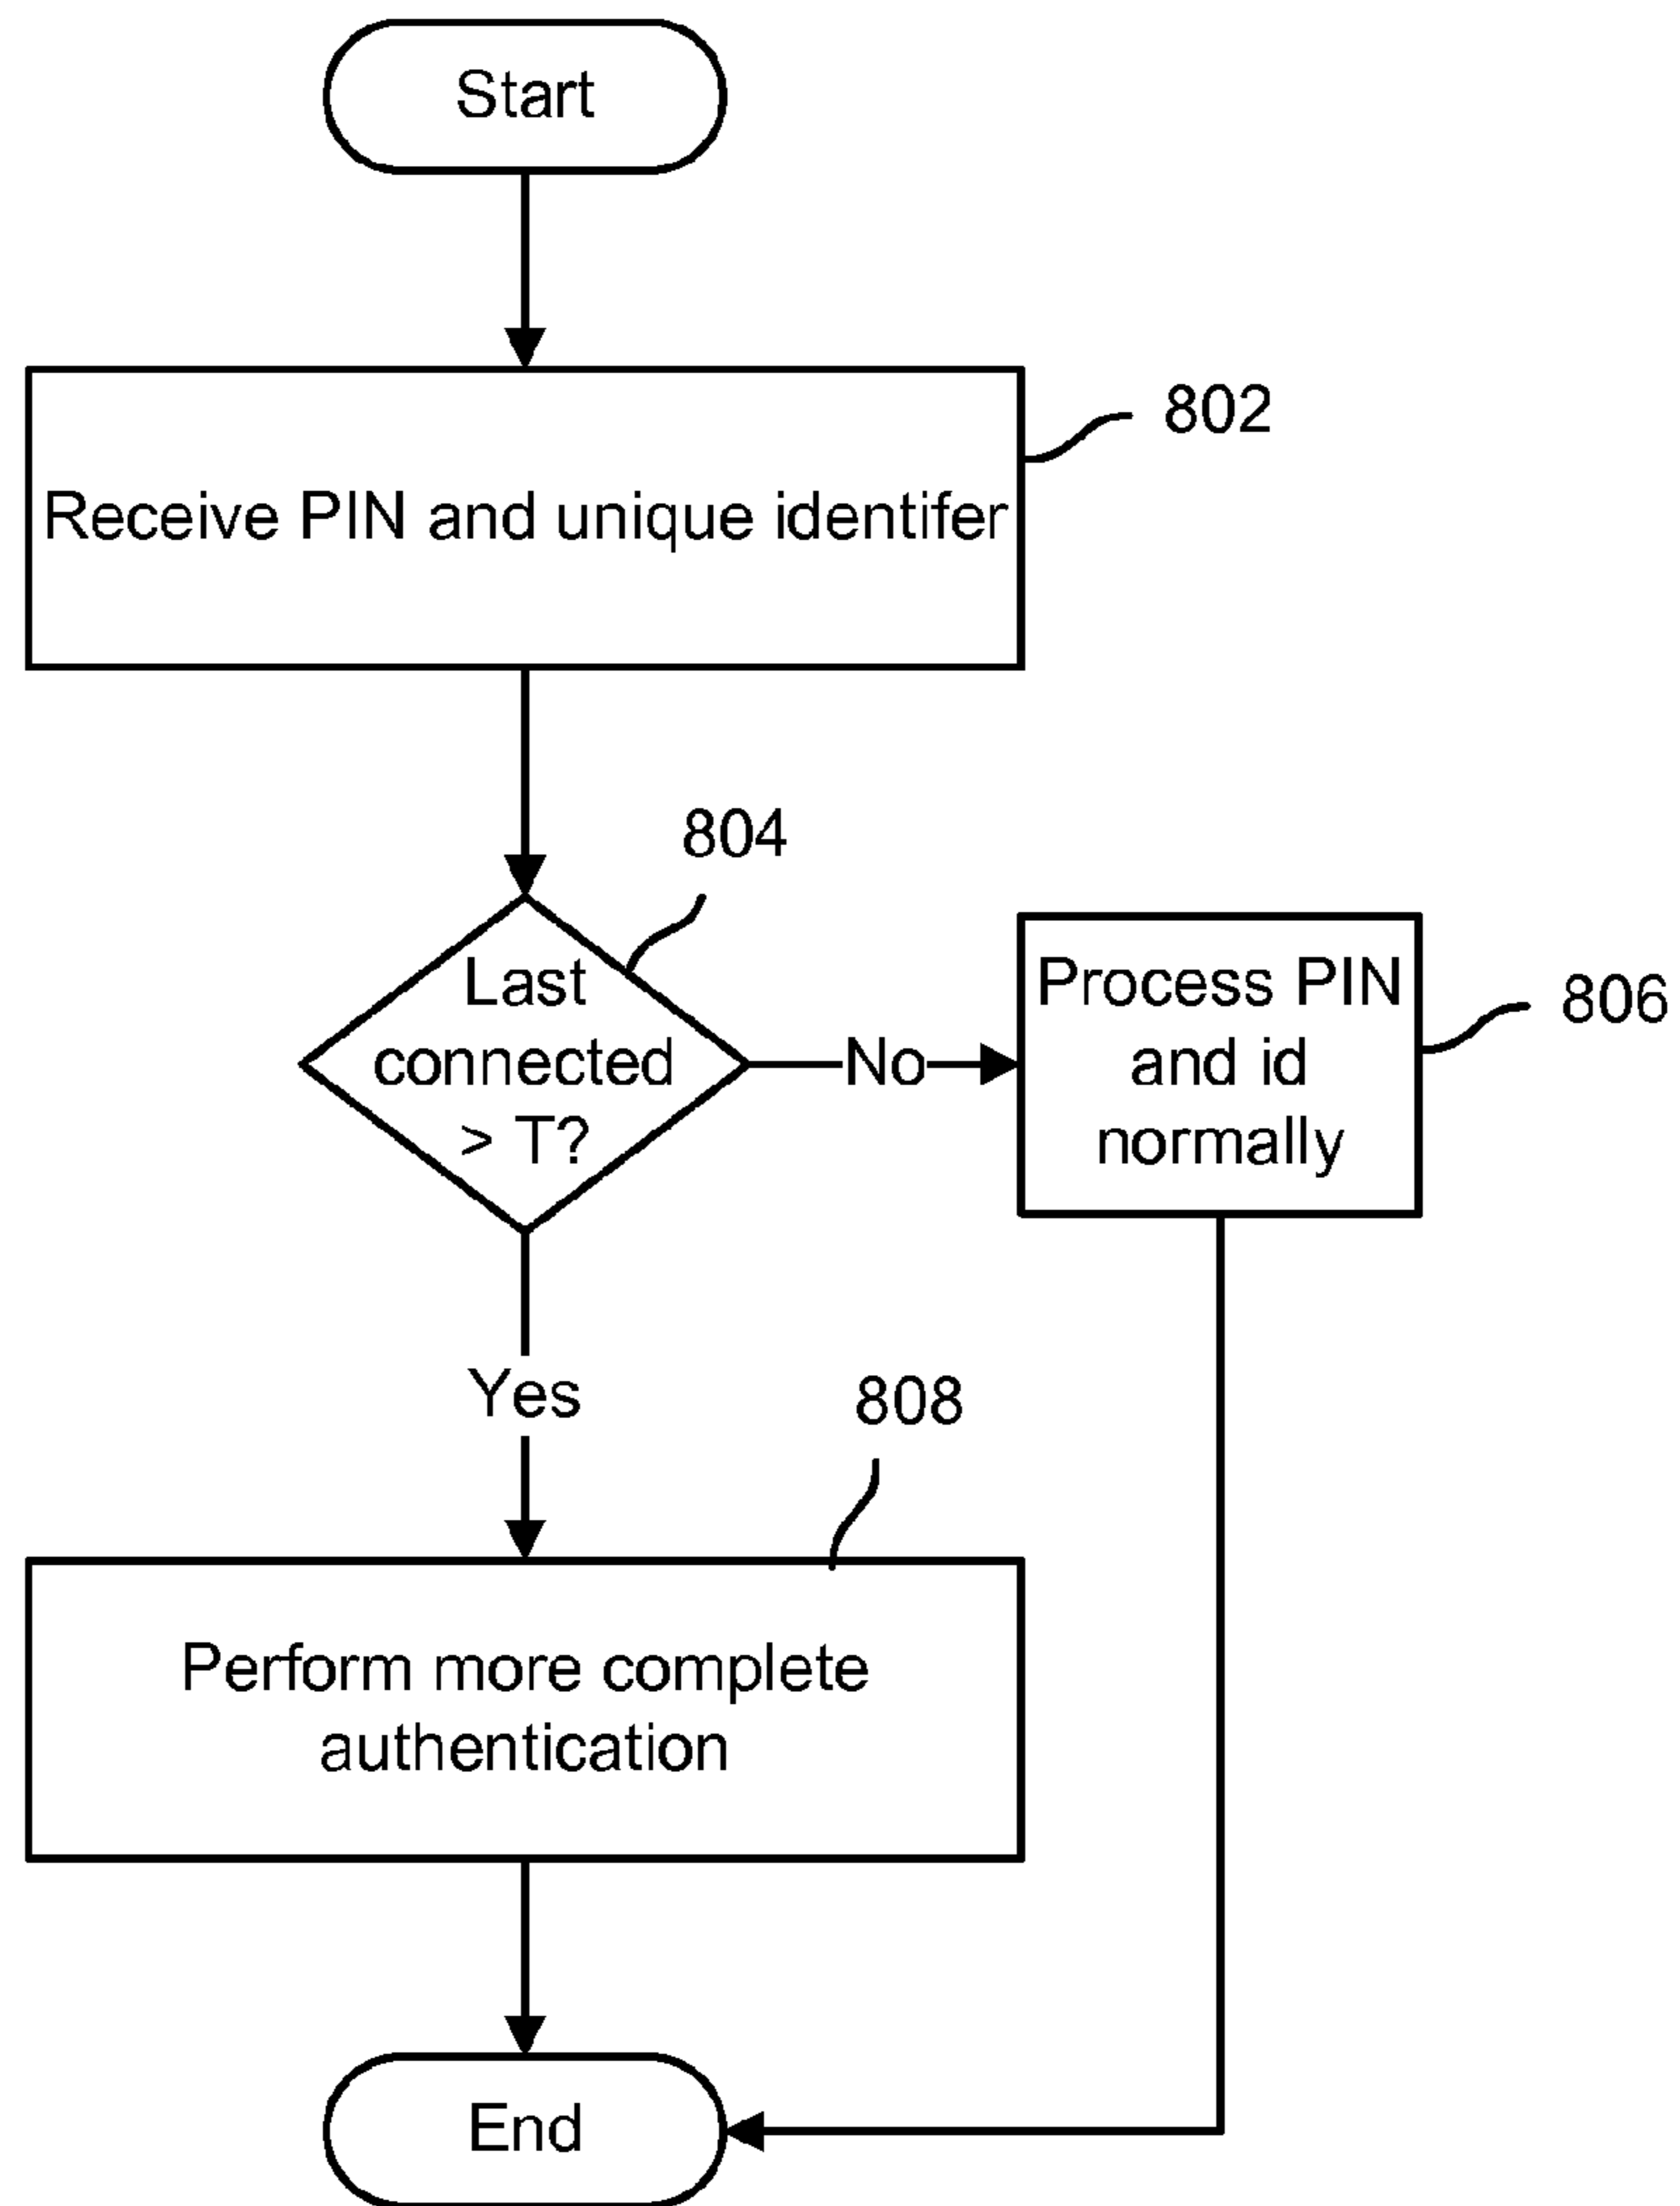 Start
802
Receive PIN and unique identifer
804
Last
connected
> T?
No
Process PIN
and id
normally
806
Yes
808
Perform more complete
authentication
End